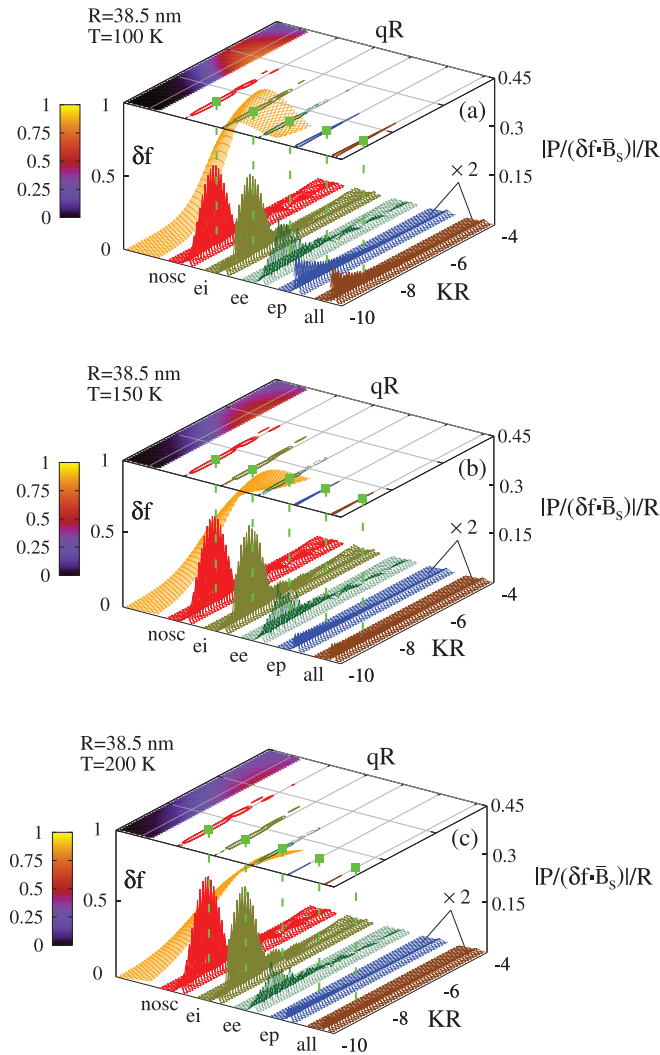 R=38.5 nm
T=100 K
qR
0.45
(a)
1
1
0.75
0.5
0.25
0
δf
0.5
0
0.3
0.15
|P/(δf·B̄s)|/R
×2
-4
-6
-8
KR
-10
nosc
ei
ee
ep
all
R=38.5 nm
T=150 K
qR
0.45
(b)
1
1
0.75
0.5
0.25
0
δf
0.5
0
0.3
0.15
|P/(δf·B̄s)|/R
×2
-4
-6
-8
KR
-10
nosc
ei
ee
ep
all
R=38.5 nm
T=200 K
qR
0.45
(c)
1
1
0.75
0.5
0.25
0
δf
0.5
0
0.3
0.15
|P/(δf·B̄s)|/R
×2
-4
-6
-8
KR
-10
nosc
ei
ee
ep
all